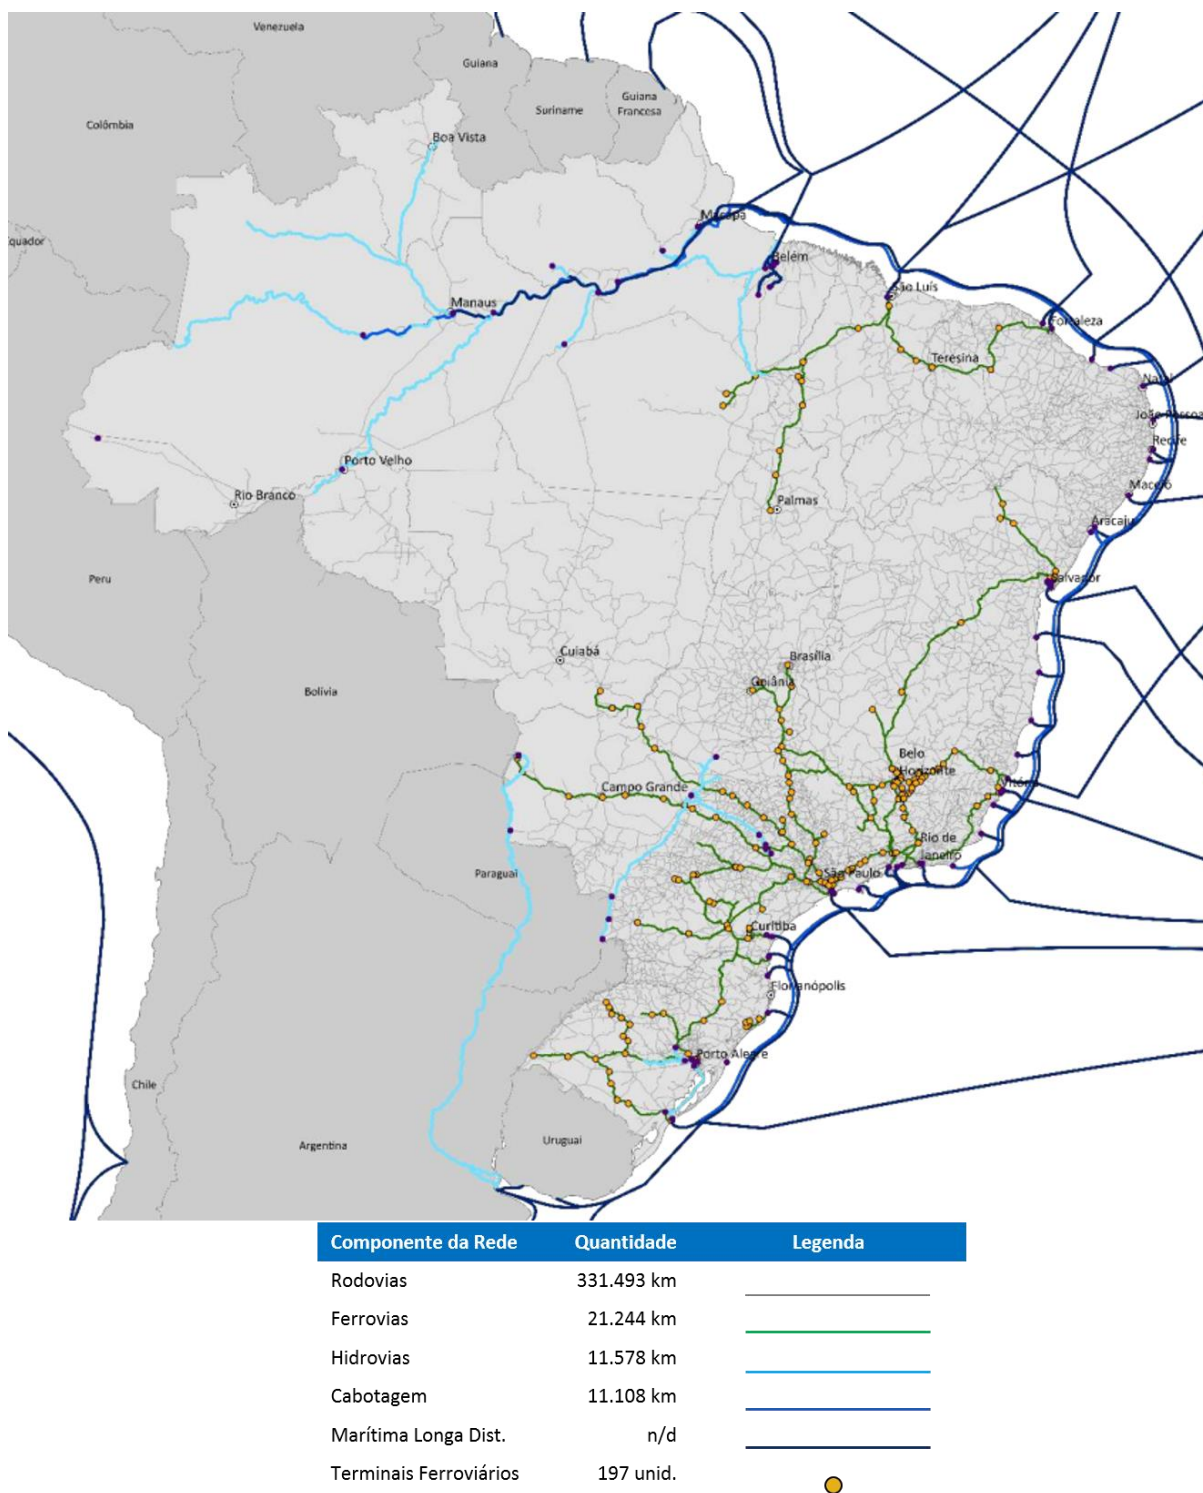 Venezuela
Guiana
Suriname
Guiana
Francesa
Colômbia
Boa Vista
Macapá
Equador
Belém
São Luís
Manaus
Fortaleza
Teresina
Natal
João Pessoa
Recife
Porto Velho
Rio Branco
Maceió
Palmas
Aracaju
Peru
Salvador
Cuiabá
Brasília
Goiânia
Bolívia
Belo
Horizonte
Campo Grande
Vitória
Rio de
Janeiro
Paraguai
São Paulo
Curitiba
Florianópolis
Porto Alegre
Chile
Argentina
Uruguai
Componente da Rede Quantidade Legenda
Rodovias 331.493 km
Ferrovias 21.244 km
Hidrovias 11.578 km
Cabotagem 11.108 km
Marítima Longa Dist. n/d
Terminais Ferroviários 197 unid.